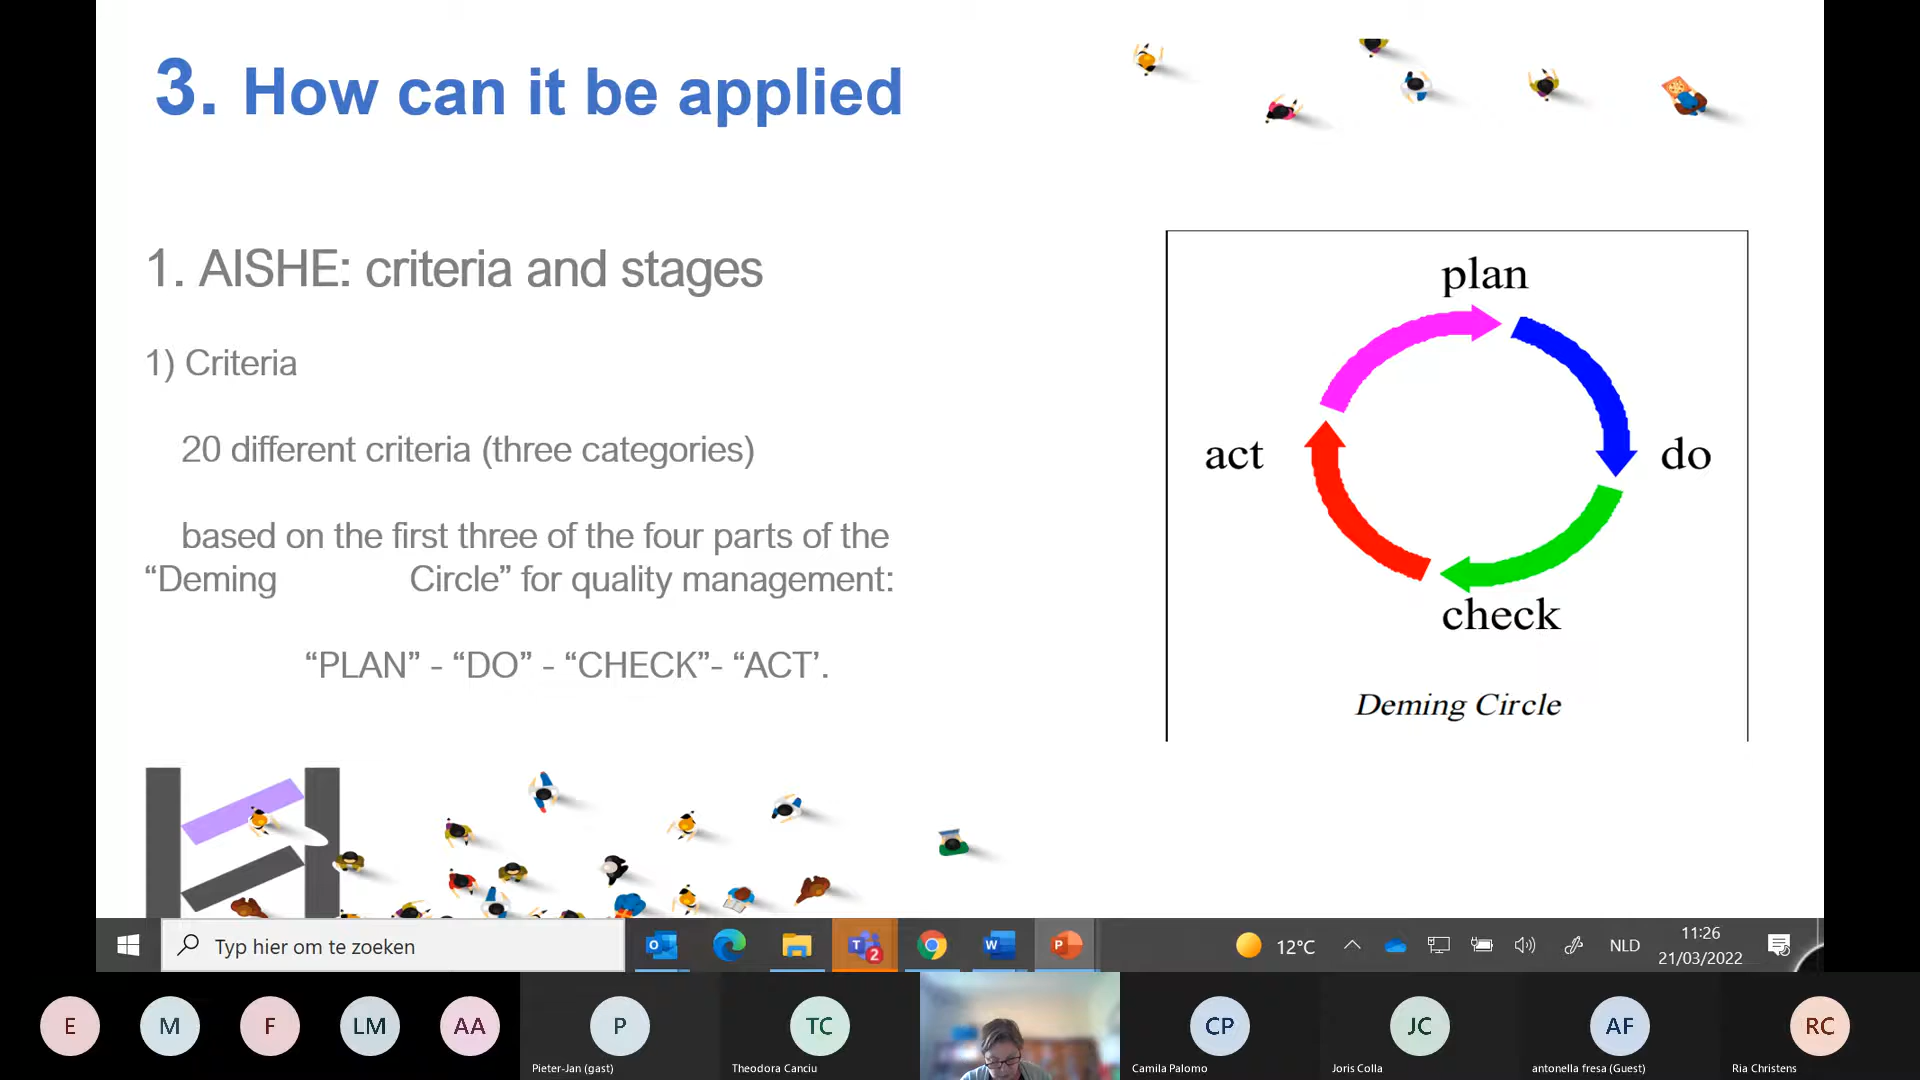 3. How can it be applied
1. AISHE: criteria and stages
1) Criteria
20 different criteria (three categories)
based on the first three of the four parts of the
“Deming Circle” for quality management:
“PLAN” - “DO” - “CHECK”- “ACT’.
plan
do
check
act
Deming Circle
Typ hier om te zoeken
2
12°C
NLD
11:26
21/03/2022
E
M
F
LM
AA
P
Pieter-Jan (gast)
TC
Theodora Canciu
CP
Camila Palomo
JC
Joris Colla
AF
antonella fresa (Guest)
RC
Ria Christens